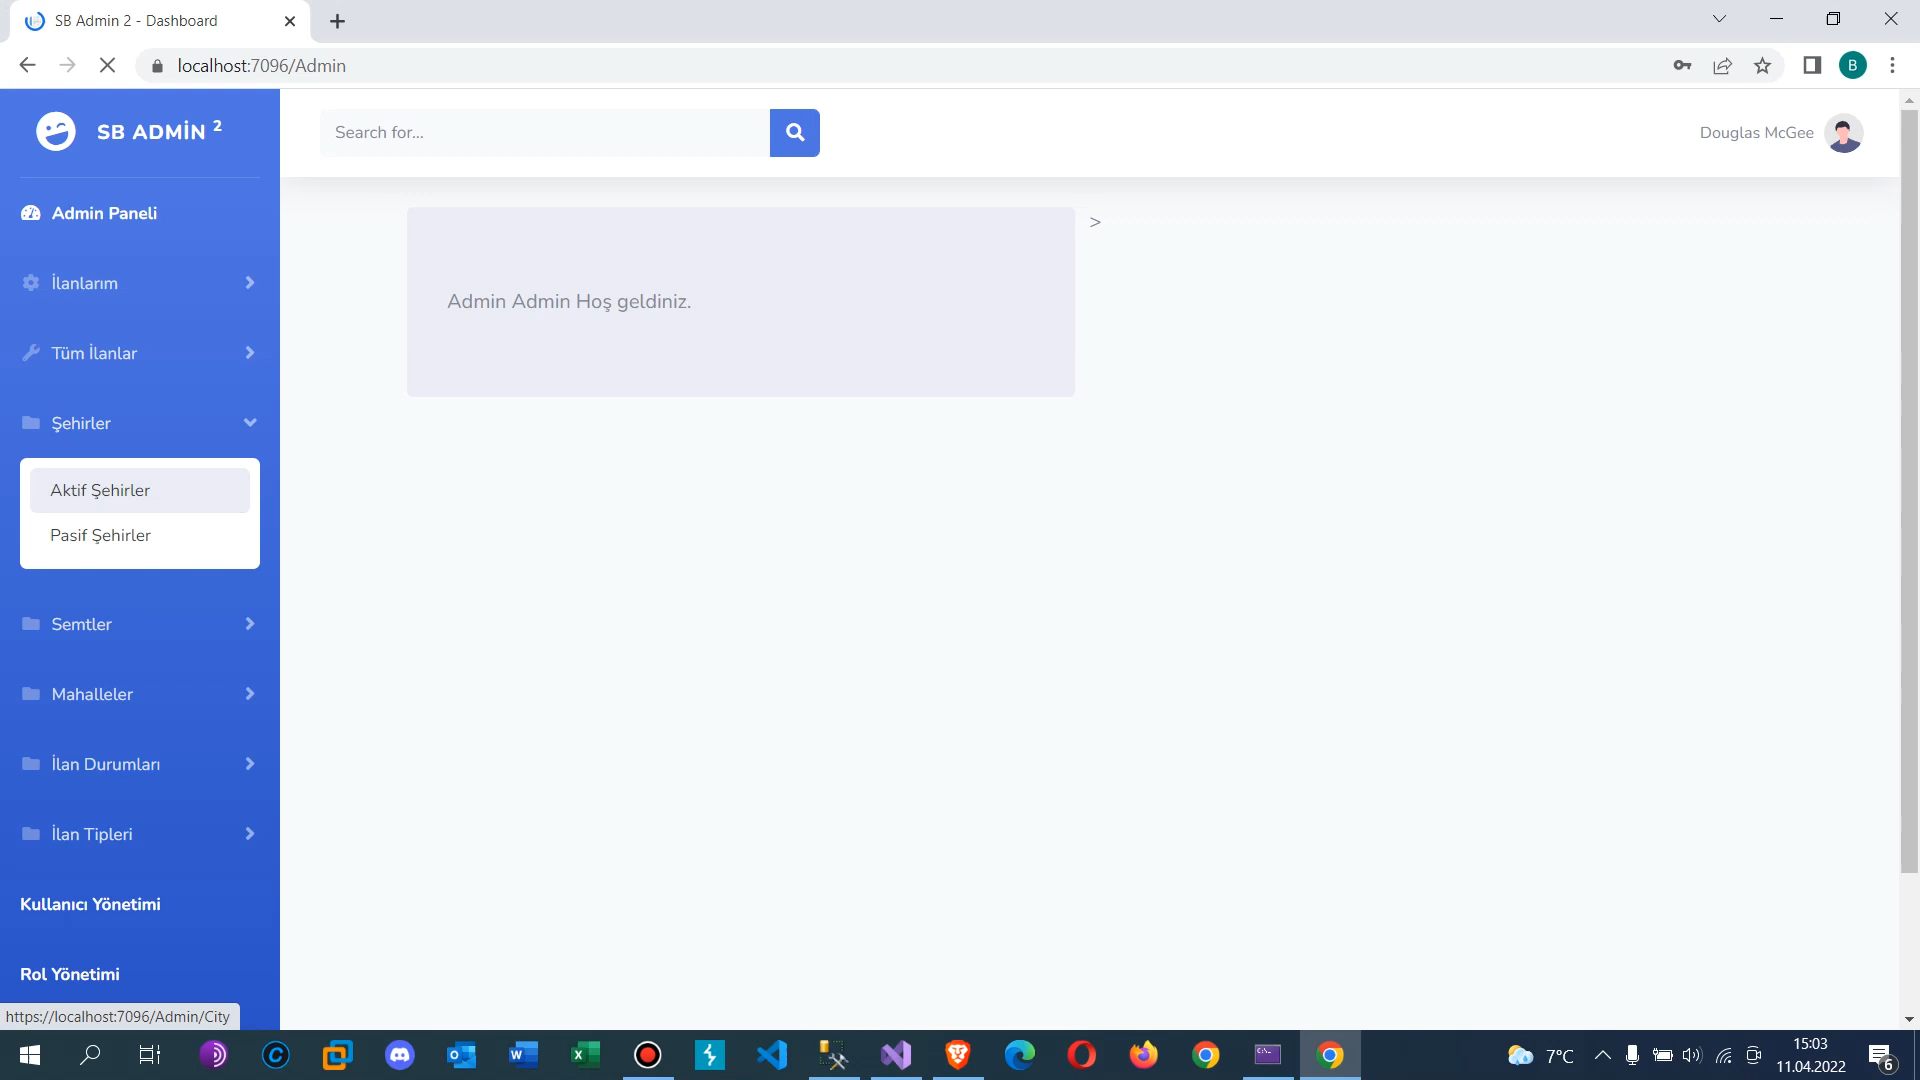 SB Admin 2 - Dashboard
localhost:7096/Admin
B
SB ADMİN 2
Search for...
Douglas McGee
Admin Paneli
>
İlanlarım
Admin Admin Hoş geldiniz.
Tüm İlanlar
Şehirler
Aktif Şehirler
Pasif Şehirler
Semtler
Mahalleler
İlan Durumları
İlan Tipleri
Kullanıcı Yönetimi
Rol Yönetimi
https://localhost:7096/Admin/City
7°C
15:03
11.04.2022
6